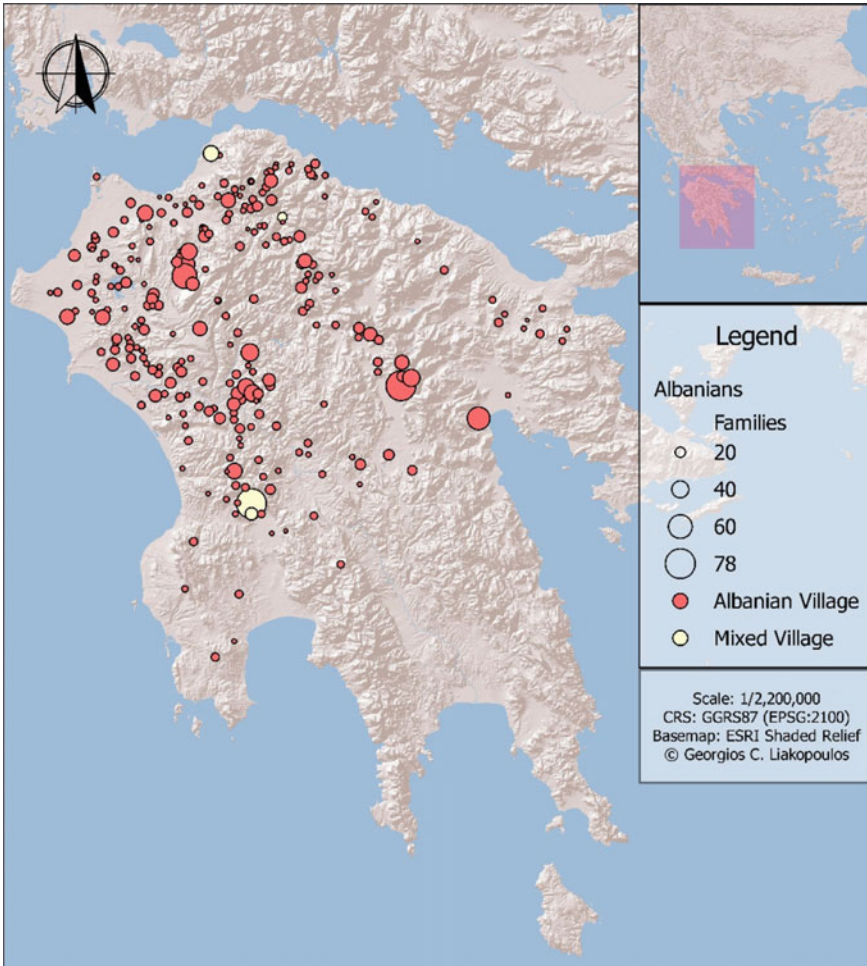 Legend
Albanians
Families
20
40
60
78
Albanian Village
Mixed Village
Scale: 1/2,200,000
CRS: GGRS87 (EPSG:2100)
Basemap: ESRI Shaded Relief
© Georgios C. Liakopoulos